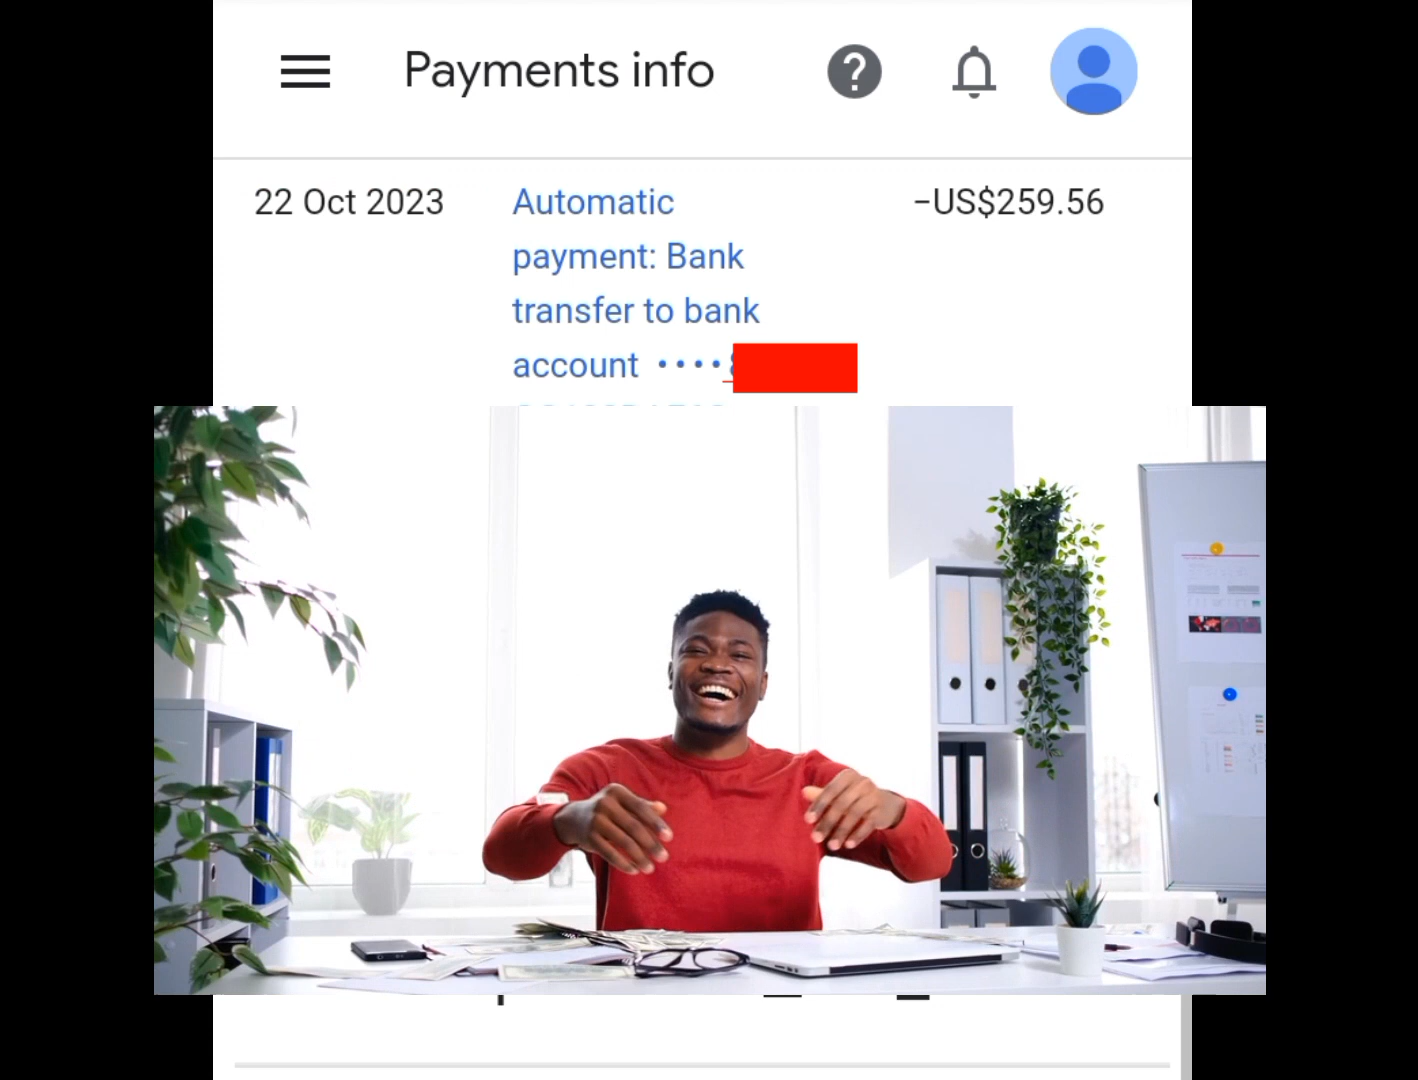 Payments info
22 Oct 2023
Automatic
payment: Bank
transfer to bank
account ••••
−US$259.56